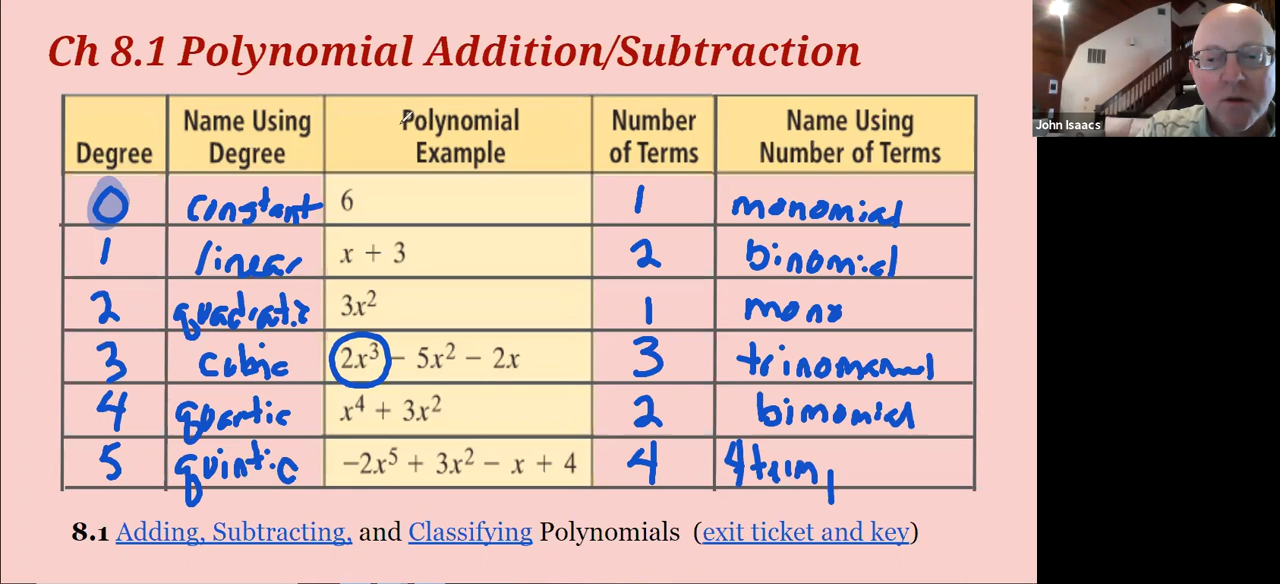 Ch 8.1 Polynomial Addition/Subtraction
John Isaacs
Degree Name Using Degree Polynomial Example Number of Terms Name Using Number of Terms
0 constant 6 1 monomial
1 linear x + 3 2 binomial
2 quadratic 3x² 1 mono
3 cubic 2x³ − 5x² − 2x 3 trinomial
4 quartic x⁴ + 3x² 2 binomial
5 quintic −2x⁵ + 3x² − x + 4 4 4 term
8.1 Adding, Subtracting, and Classifying Polynomials (exit ticket and key)